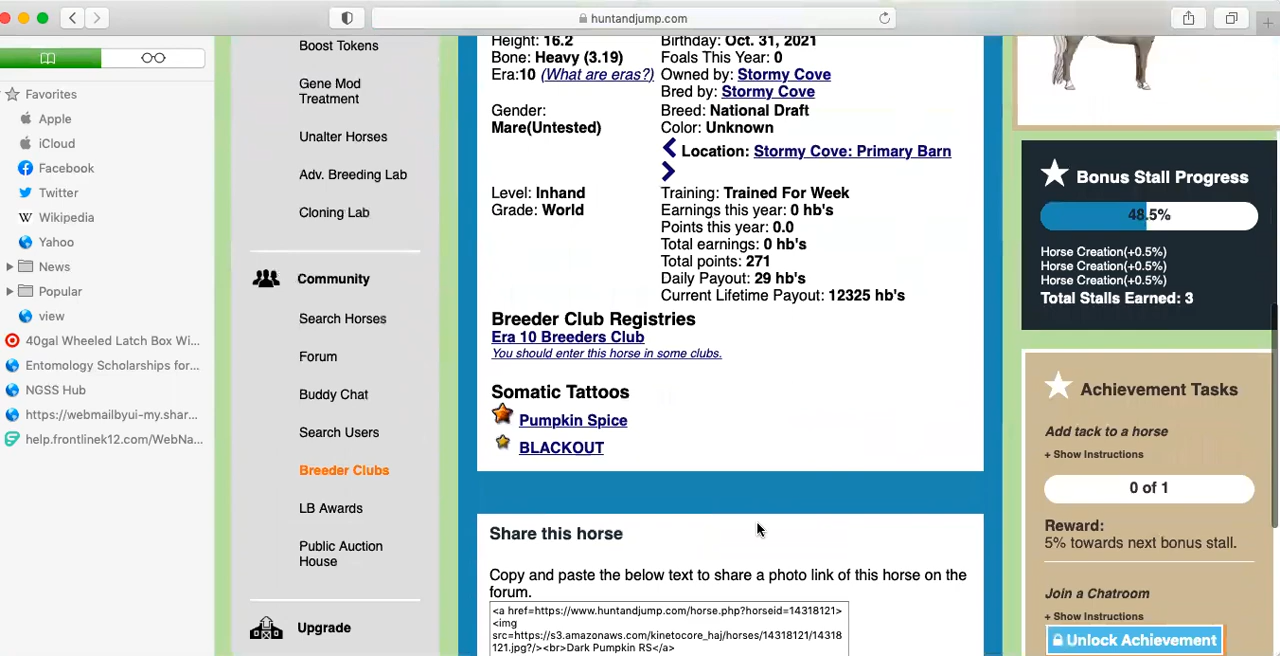 huntandjump.com
Favorites
Apple
iCloud
Facebook
Twitter
Wikipedia
Yahoo
News
Popular
view
40gal Wheeled Latch Box Wi...
Entomology Scholarships for...
NGSS Hub
https://webmailbyui-my.shar...
help.frontlinek12.com/WebNa...
Boost Tokens
Gene Mod
Treatment
Unalter Horses
Adv. Breeding Lab
Cloning Lab
Community
Search Horses
Forum
Buddy Chat
Search Users
Breeder Clubs
LB Awards
Public Auction
House
Upgrade
Height: 16.2
Bone: Heavy (3.19)
Era:10 (What are eras?)
Gender:
Mare(Untested)
Level: Inhand
Grade: World
Birthday: Oct. 31, 2021
Foals This Year: 0
Owned by: Stormy Cove
Bred by: Stormy Cove
Breed: National Draft
Color: Unknown
Location: Stormy Cove: Primary Barn
Training: Trained For Week
Earnings this year: 0 hb's
Points this year: 0.0
Total earnings: 0 hb's
Total points: 271
Daily Payout: 29 hb's
Current Lifetime Payout: 12325 hb's
Breeder Club Registries
Era 10 Breeders Club
You should enter this horse in some clubs.
Somatic Tattoos
Pumpkin Spice
BLACKOUT
Share this horse
Copy and paste the below text to share a photo link of this horse on the
forum.
<a href=https://www.huntandjump.com/horse.php?horseid=14318121>
<img
src=https://s3.amazonaws.com/kinetocore_haj/horses/14318121/14318
121.jpg?/><br>Dark Pumpkin RS</a>
Bonus Stall Progress
48.5%
Horse Creation(+0.5%)
Horse Creation(+0.5%)
Horse Creation(+0.5%)
Total Stalls Earned: 3
Achievement Tasks
Add tack to a horse
+ Show Instructions
0 of 1
Reward:
5% towards next bonus stall.
Join a Chatroom
+ Show Instructions
Unlock Achievement